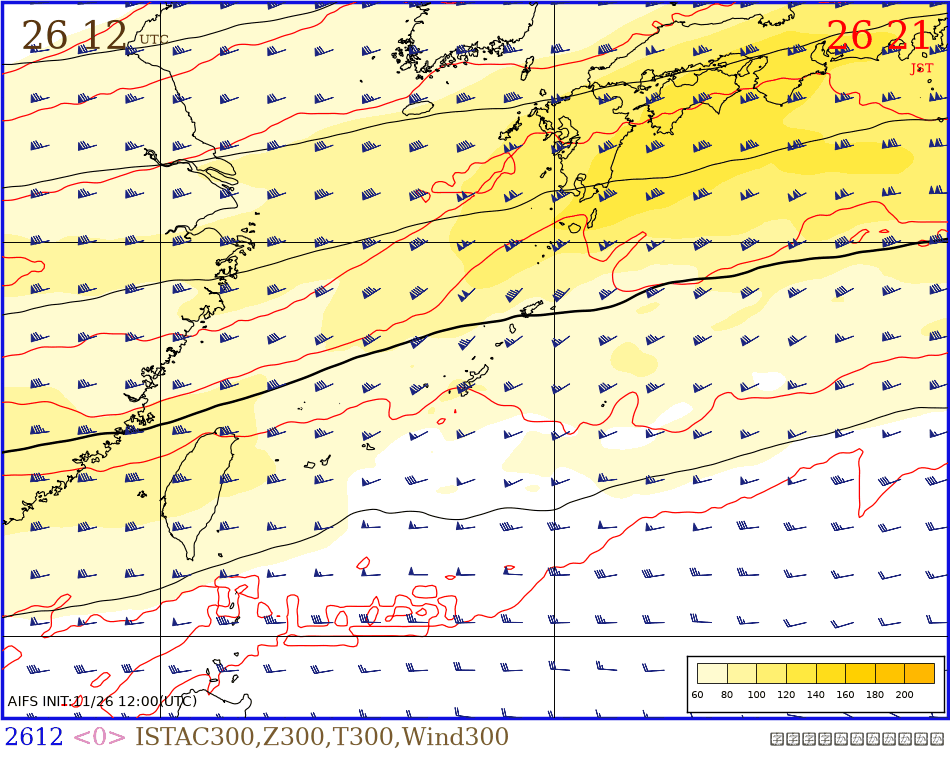 26 12 UTC
26 21
JST
60 80 100 120 140 160 180 200
AIFS INIT:11/26 12:00(UTC)
2612 <0> ISTAC300,Z300,T300,Wind300